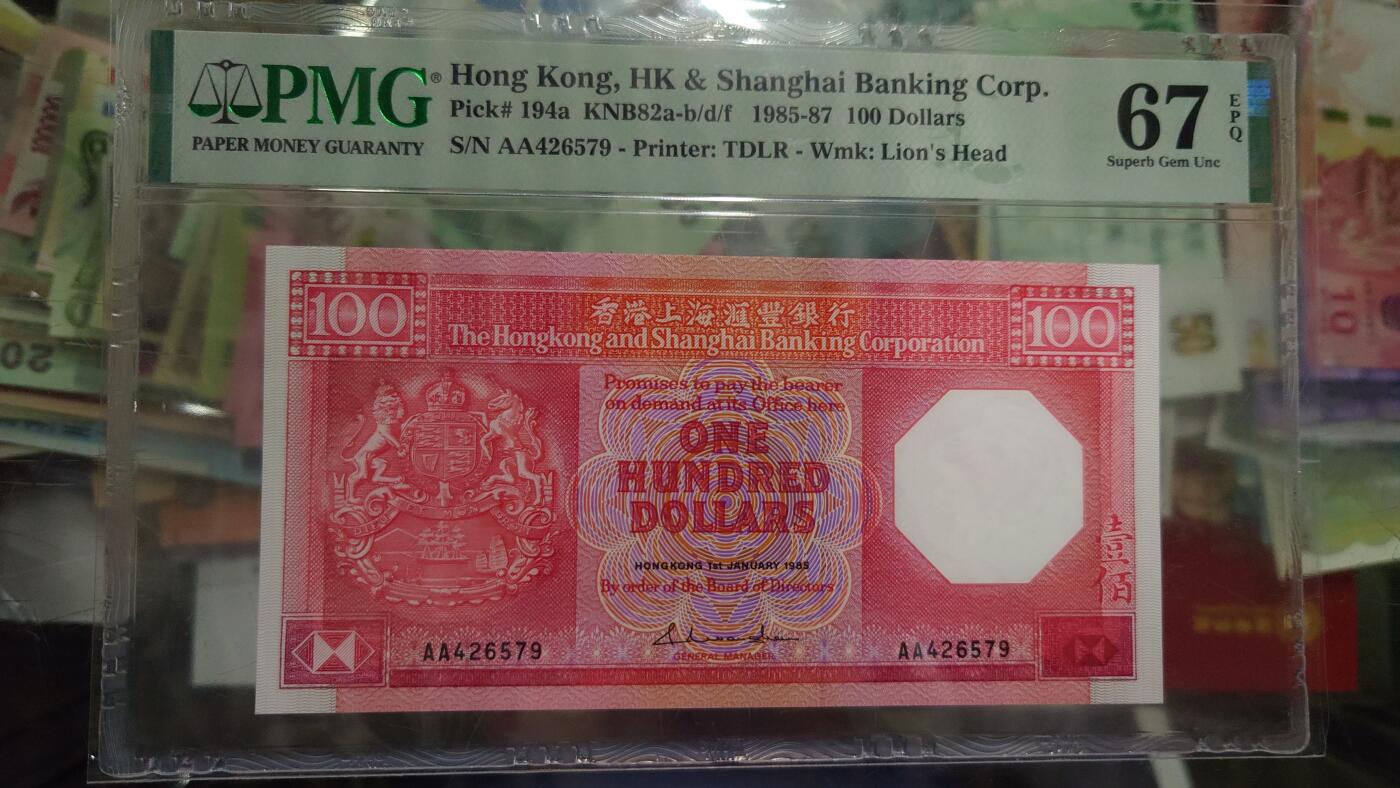 PMG®
PAPER MONEY GUARANTY
Hong Kong, HK & Shanghai Banking Corp.
Pick# 194a KNB82a-b/d/f 1985-87 100 Dollars
S/N AA426579 - Printer: TDLR - Wmk: Lion's Head
67
EPQ
Superb Gem Unc
100
香港上海滙豐銀行
100
The Hongkong and Shanghai Banking Corporation
Promises to pay the bearer
on demand at its Office here
ONE
HUNDRED
DOLLARS
HONGKONG 1st JANUARY 1985
By order of the Board of Directors
壹佰
AA426579
AA426579
GENERAL MANAGER
20
50
10